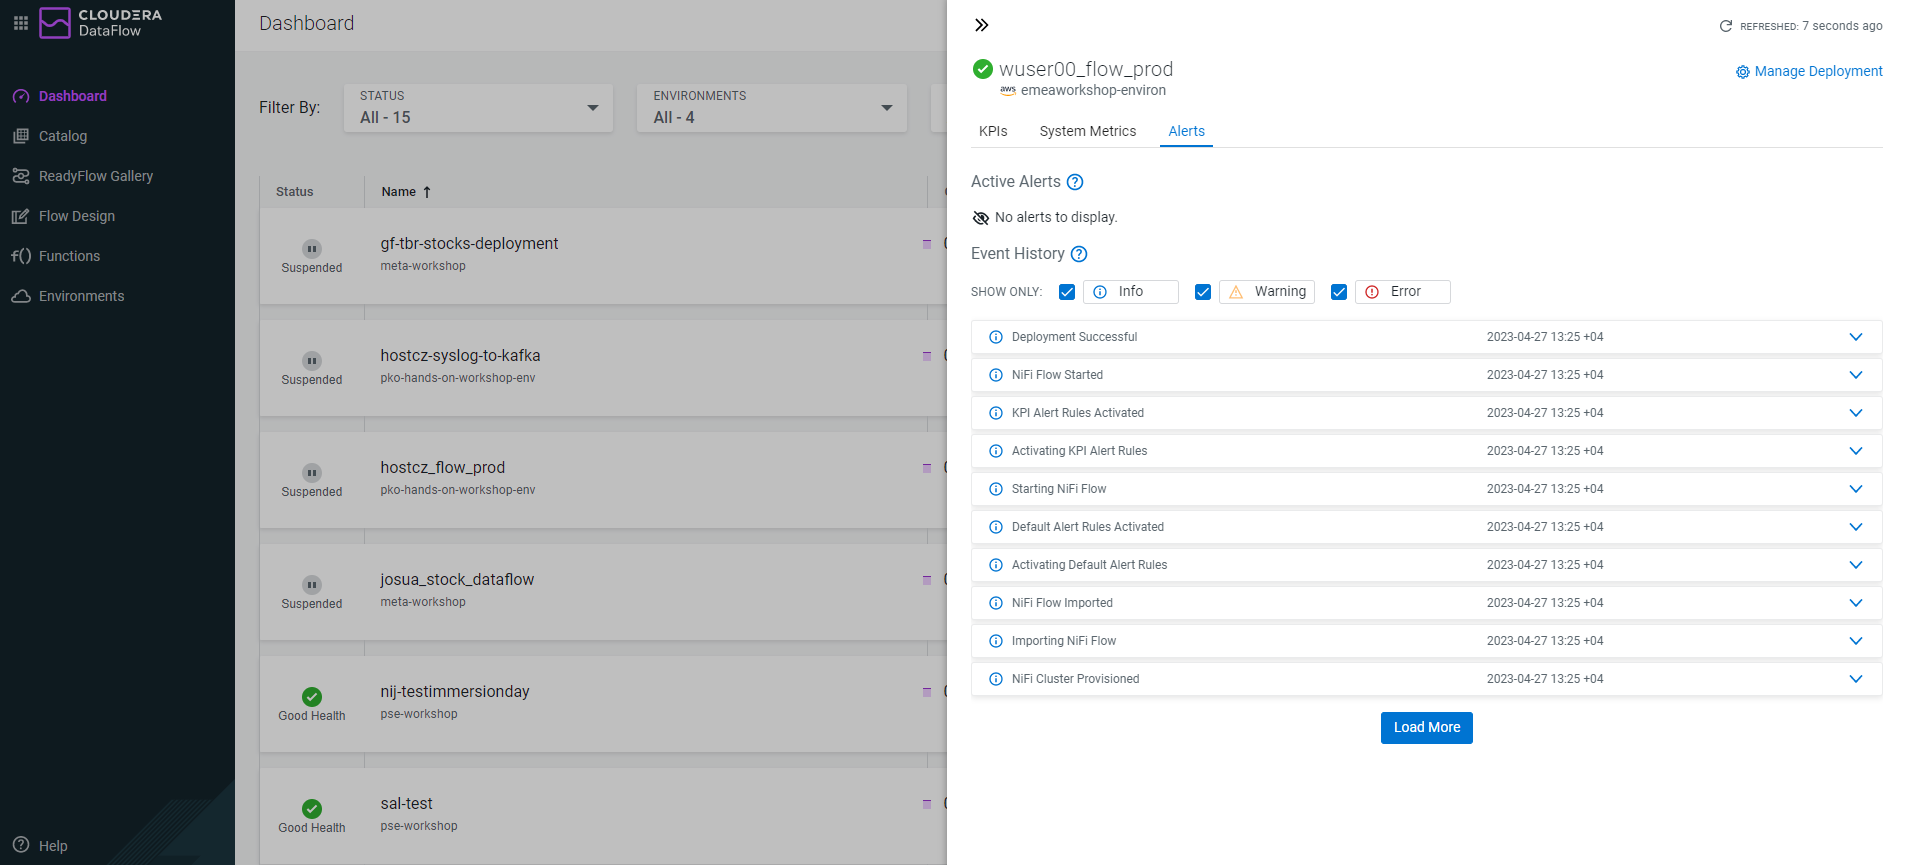 CLOUDERA
DataFlow
Dashboard
Catalog
ReadyFlow Gallery
Flow Design
f() Functions
Environments
Help
Dashboard
Filter By:
STATUS
All - 15
ENVIRONMENTS
All - 4
Status
Name ↑
Suspended
gf-tbr-stocks-deployment
meta-workshop
Suspended
hostcz-syslog-to-kafka
pko-hands-on-workshop-env
Suspended
hostcz_flow_prod
pko-hands-on-workshop-env
Suspended
josua_stock_dataflow
meta-workshop
Good Health
nij-testimmersionday
pse-workshop
Good Health
sal-test
pse-workshop
REFRESHED: 7 seconds ago
wuser00_flow_prod
aws emeaworkshop-environ
Manage Deployment
KPIs
System Metrics
Alerts
Active Alerts
No alerts to display.
Event History
SHOW ONLY:
Info
Warning
Error
Deployment Successful 2023-04-27 13:25 +04
NiFi Flow Started 2023-04-27 13:25 +04
KPI Alert Rules Activated 2023-04-27 13:25 +04
Activating KPI Alert Rules 2023-04-27 13:25 +04
Starting NiFi Flow 2023-04-27 13:25 +04
Default Alert Rules Activated 2023-04-27 13:25 +04
Activating Default Alert Rules 2023-04-27 13:25 +04
NiFi Flow Imported 2023-04-27 13:25 +04
Importing NiFi Flow 2023-04-27 13:25 +04
NiFi Cluster Provisioned 2023-04-27 13:25 +04
Load More